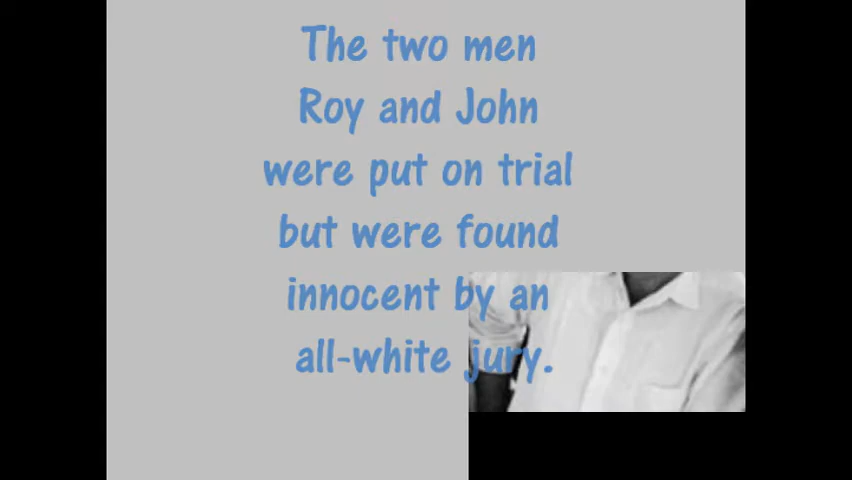 The two men
Roy and John
were put on trial
but were found
innocent by an
all-white jury.